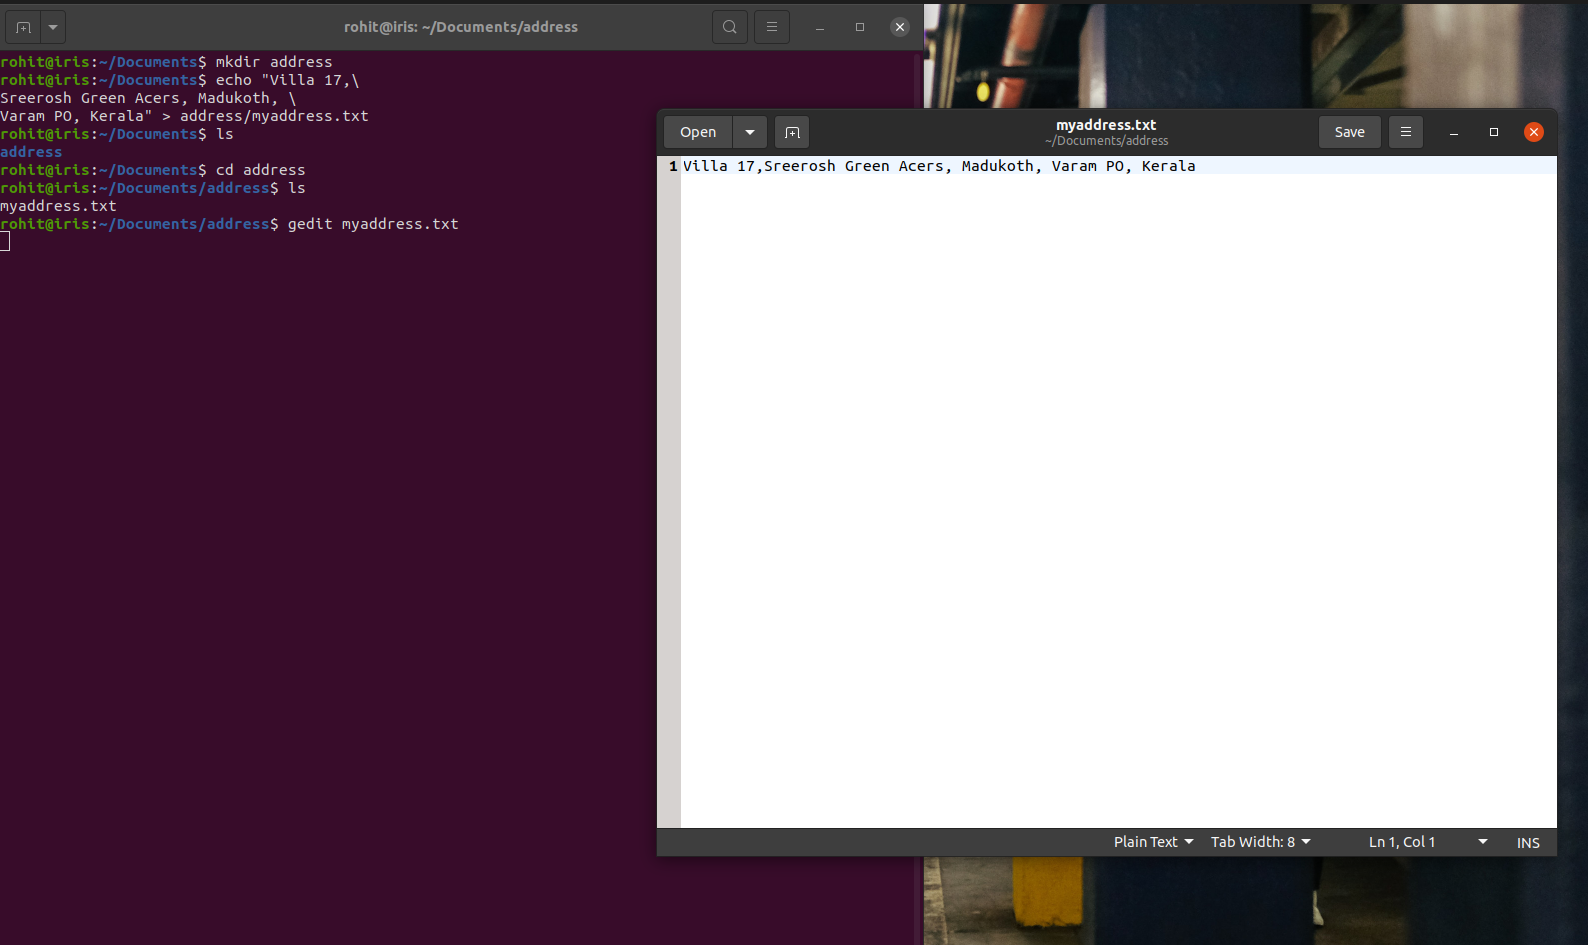 rohit@iris: ~/Documents/address
rohit@iris:~/Documents$ mkdir address
rohit@iris:~/Documents$ echo "Villa 17,\
Sreerosh Green Acers, Madukoth, \
Varam PO, Kerala" > address/myaddress.txt
rohit@iris:~/Documents$ ls
address
rohit@iris:~/Documents$ cd address
rohit@iris:~/Documents/address$ ls
myaddress.txt
rohit@iris:~/Documents/address$ gedit myaddress.txt
Open
myaddress.txt
~/Documents/address
Save
1 Villa 17,Sreerosh Green Acers, Madukoth, Varam PO, Kerala
Plain Text Tab Width: 8 Ln 1, Col 1 INS